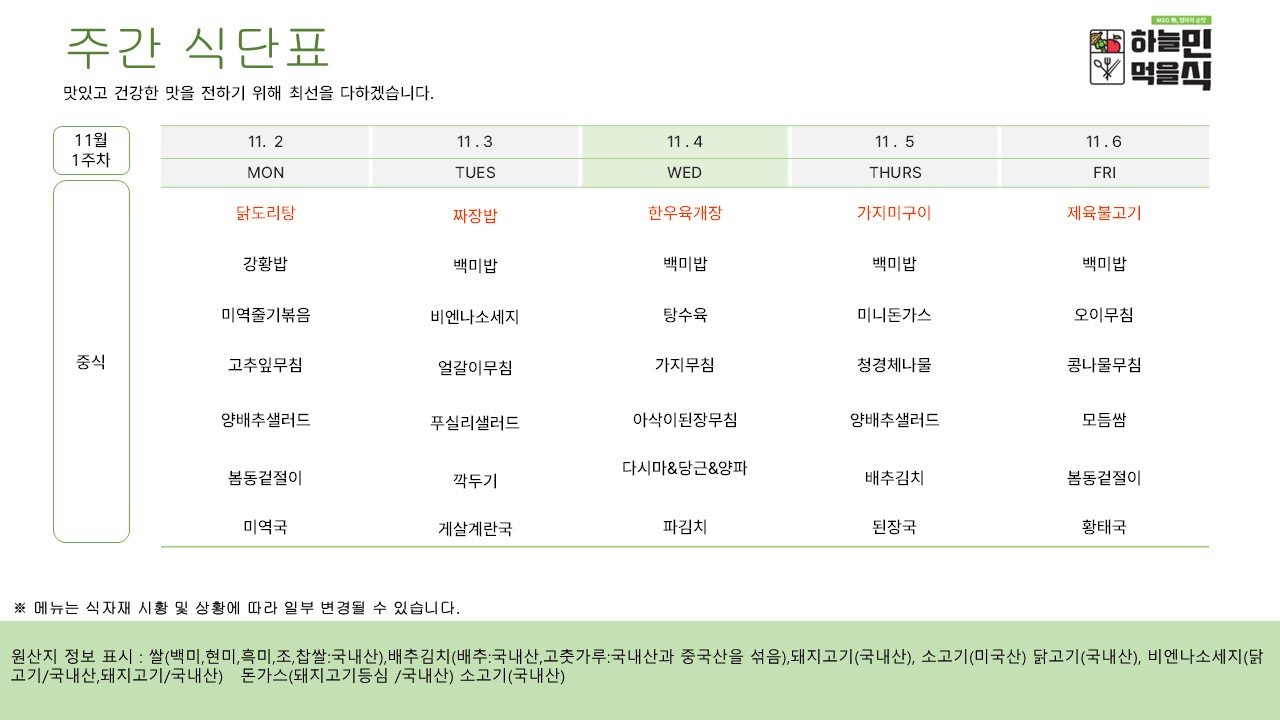 주간 식단표
맛있고 건강한 맛을 전하기 위해 최선을 다하겠습니다.
MSG 無, 엄마의 손맛
하늘민
먹을식
11월
1주차
11. 2 11 . 3 11 . 4 11 . 5 11 . 6
MON TUES WED THURS FRI
중식
닭도리탕 짜장밥 한우육개장 가지미구이 제육불고기
강황밥 백미밥 백미밥 백미밥 백미밥
미역줄기볶음 비엔나소세지 탕수육 미니돈가스 오이무침
고추잎무침 얼갈이무침 가지무침 청경체나물 콩나물무침
양배추샐러드 푸실리샐러드 아삭이된장무침 양배추샐러드 모듬쌈
봄동겉절이 깍두기 다시마&당근&양파 배추김치 봄동겉절이
미역국 게살계란국 파김치 된장국 황태국
※ 메뉴는 식자재 시황 및 상황에 따라 일부 변경될 수 있습니다.
원산지 정보 표시 : 쌀(백미,현미,흑미,조,찹쌀:국내산),배추김치(배추:국내산,고춧가루:국내산과 중국산을 섞음),돼지고기(국내산), 소고기(미국산) 닭고기(국내산), 비엔나소세지(닭
고기/국내산,돼지고기/국내산) 돈가스(돼지고기등심 /국내산) 소고기(국내산)